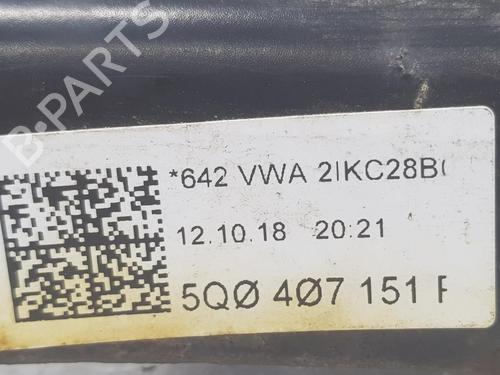 B-PARTS
*642 VWA 2IKC28B(
12.10.18 20:21
5QØ 4Ø7 151